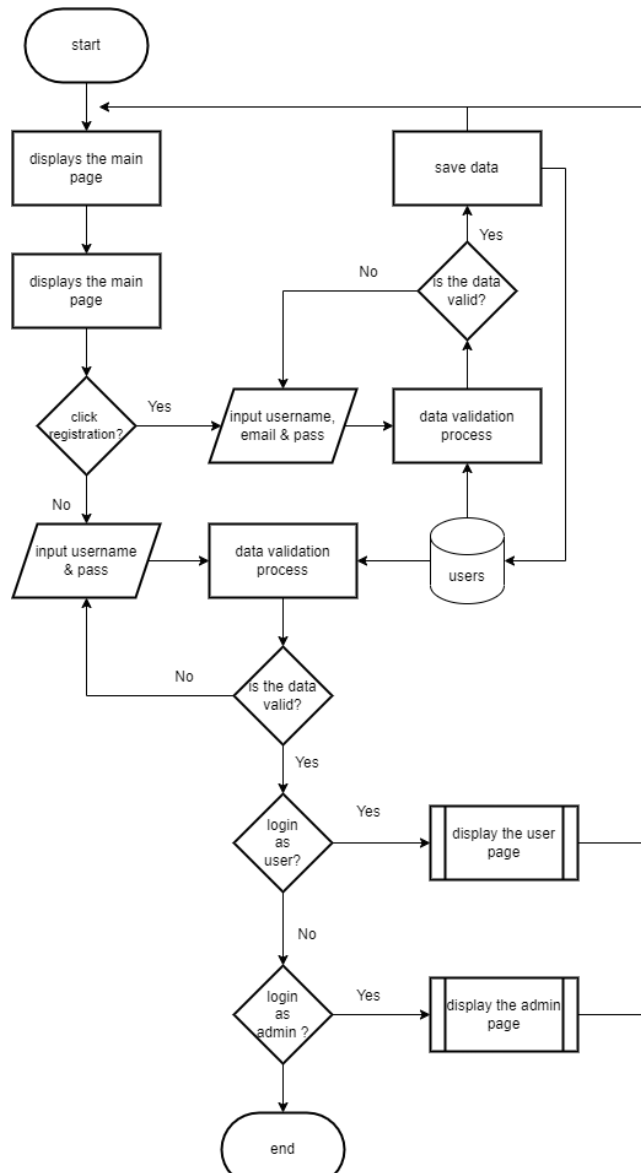 start
displays the main
page
save data
Yes
No
is the data
valid?
displays the main
page
click
registration?
Yes
input username,
email & pass
data validation
process
No
input username
& pass
data validation
process
users
No
is the data
valid?
Yes
login
as
user?
Yes
display the user
page
No
login
as
admin ?
Yes
display the admin
page
end